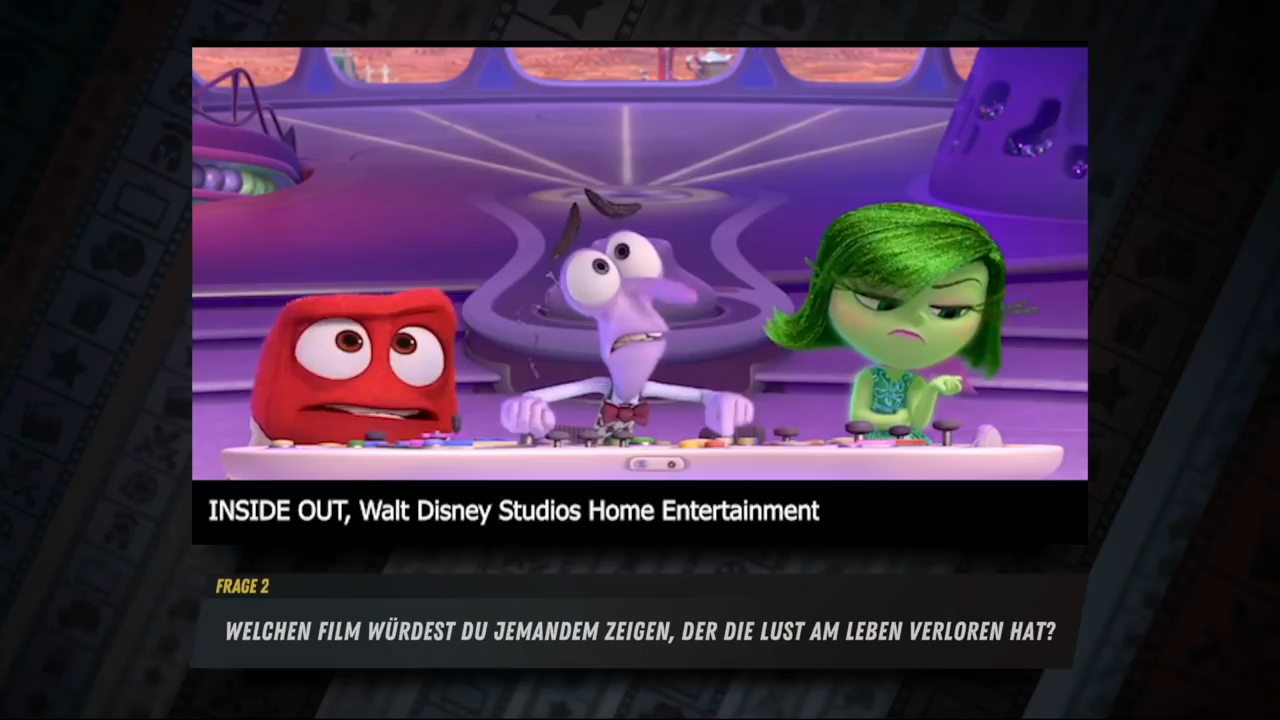 INSIDE OUT, Walt Disney Studios Home Entertainment
FRAGE 2
WELCHEN FILM WÜRDEST DU JEMANDEM ZEIGEN, DER DIE LUST AM LEBEN VERLOREN HAT?